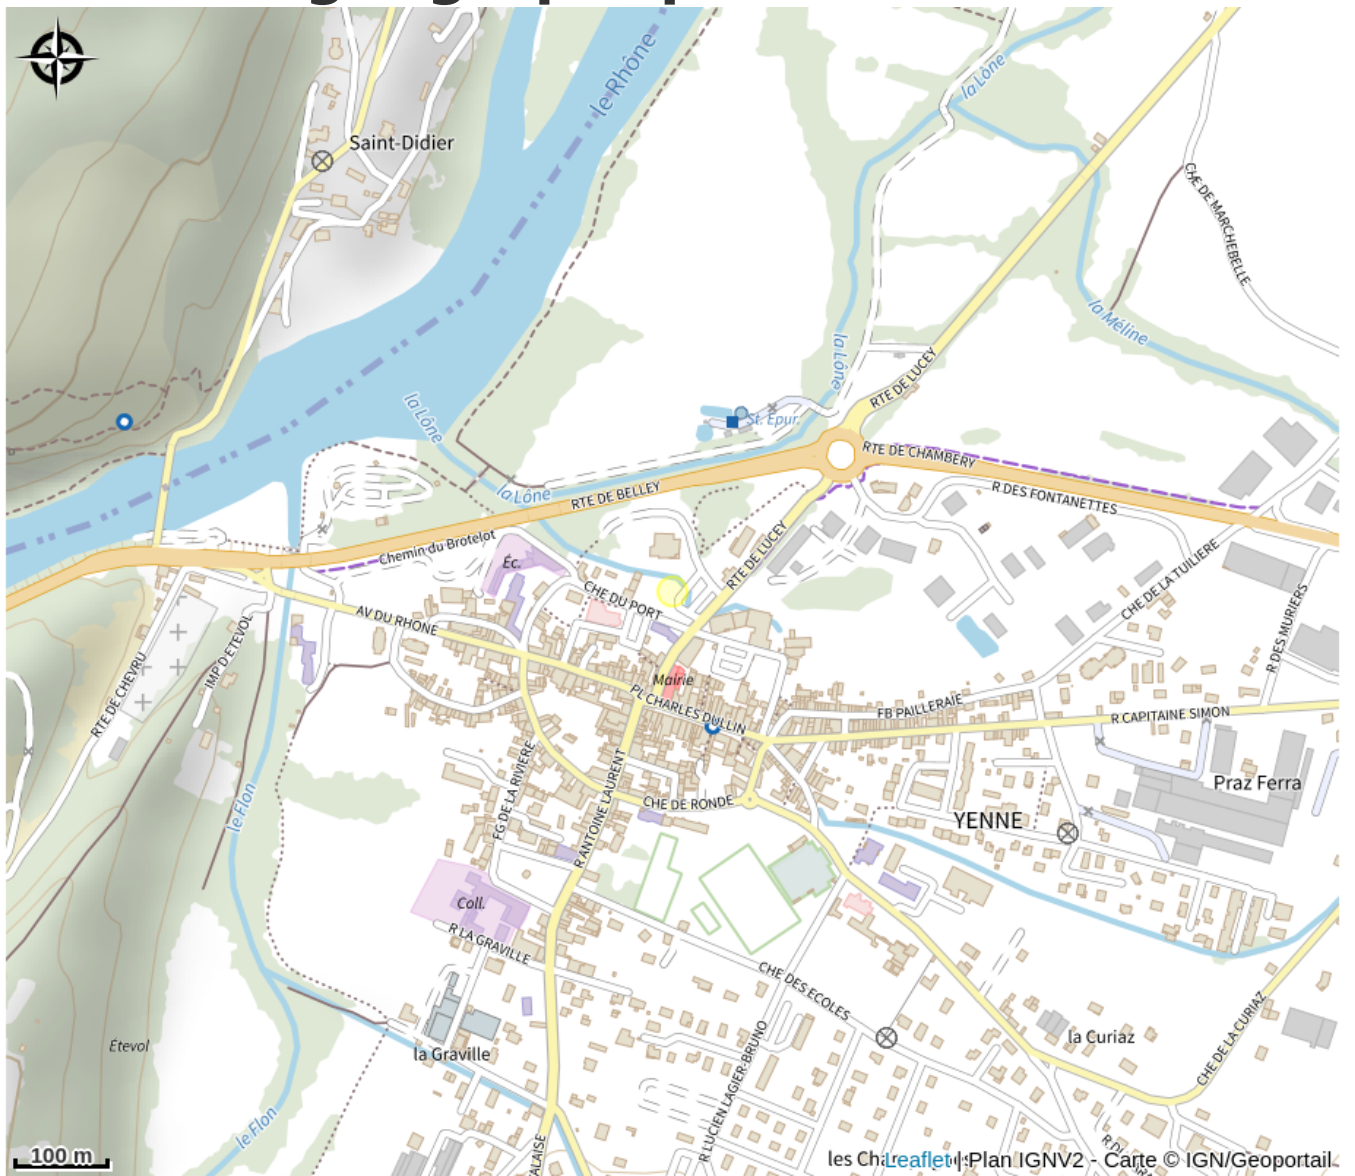 le Rhône
la Lône
Saint-Didier
CHE DE MARCHEBELLE
la Méline
la Lône
RTE DE LUCEY
la Lône
St. Epur.
RTE DE CHAMBERY
la Lône
RTE DE BELLEY
R DES FONTANETTES
Chemin du Brotelot
Éc.
RTE DE LUCEY
CHE DE LA TUILIERE
CHE DU PORT
AV DU RHONE
R DES MURIERS
IMP D ETEVOL
RTE DE CHEVRU
Mairie
PL CHARLES DULLIN
FB PAILLERAIE
R CAPITAINE SIMON
FG DE LA RIVIERE
R ANTOINE LAURENT
CHE DE RONDE
Praz Ferra
le Flon
YENNE
Coll.
R LA GRAVILLE
CHE DES ECOLES
Étevol
la Graville
la Curiaz
CHE DE LA CURIAZ
R LUCIEN LAGIER-BRUNO
le Flon
100 m
les Cha
Leaflet | Plan IGNV2 - Carte © IGN/Geoportail